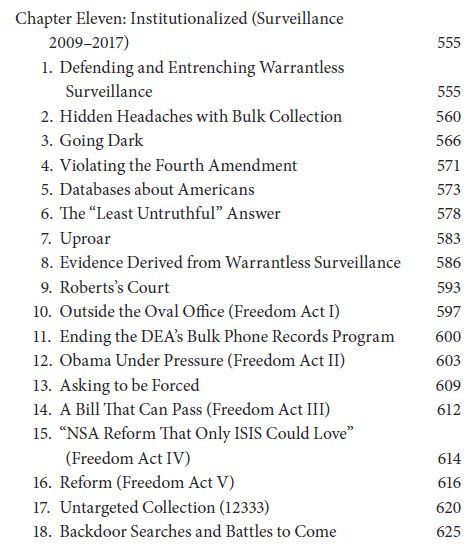 Chapter Eleven: Institutionalized (Surveillance
2009–2017) 555
1. Defending and Entrenching Warrantless
Surveillance 555
2. Hidden Headaches with Bulk Collection 560
3. Going Dark 566
4. Violating the Fourth Amendment 571
5. Databases about Americans 573
6. The “Least Untruthful” Answer 578
7. Uproar 583
8. Evidence Derived from Warrantless Surveillance 586
9. Roberts’s Court 593
10. Outside the Oval Office (Freedom Act I) 597
11. Ending the DEA’s Bulk Phone Records Program 600
12. Obama Under Pressure (Freedom Act II) 603
13. Asking to be Forced 609
14. A Bill That Can Pass (Freedom Act III) 612
15. “NSA Reform That Only ISIS Could Love”
(Freedom Act IV) 614
16. Reform (Freedom Act V) 616
17. Untargeted Collection (12333) 620
18. Backdoor Searches and Battles to Come 625